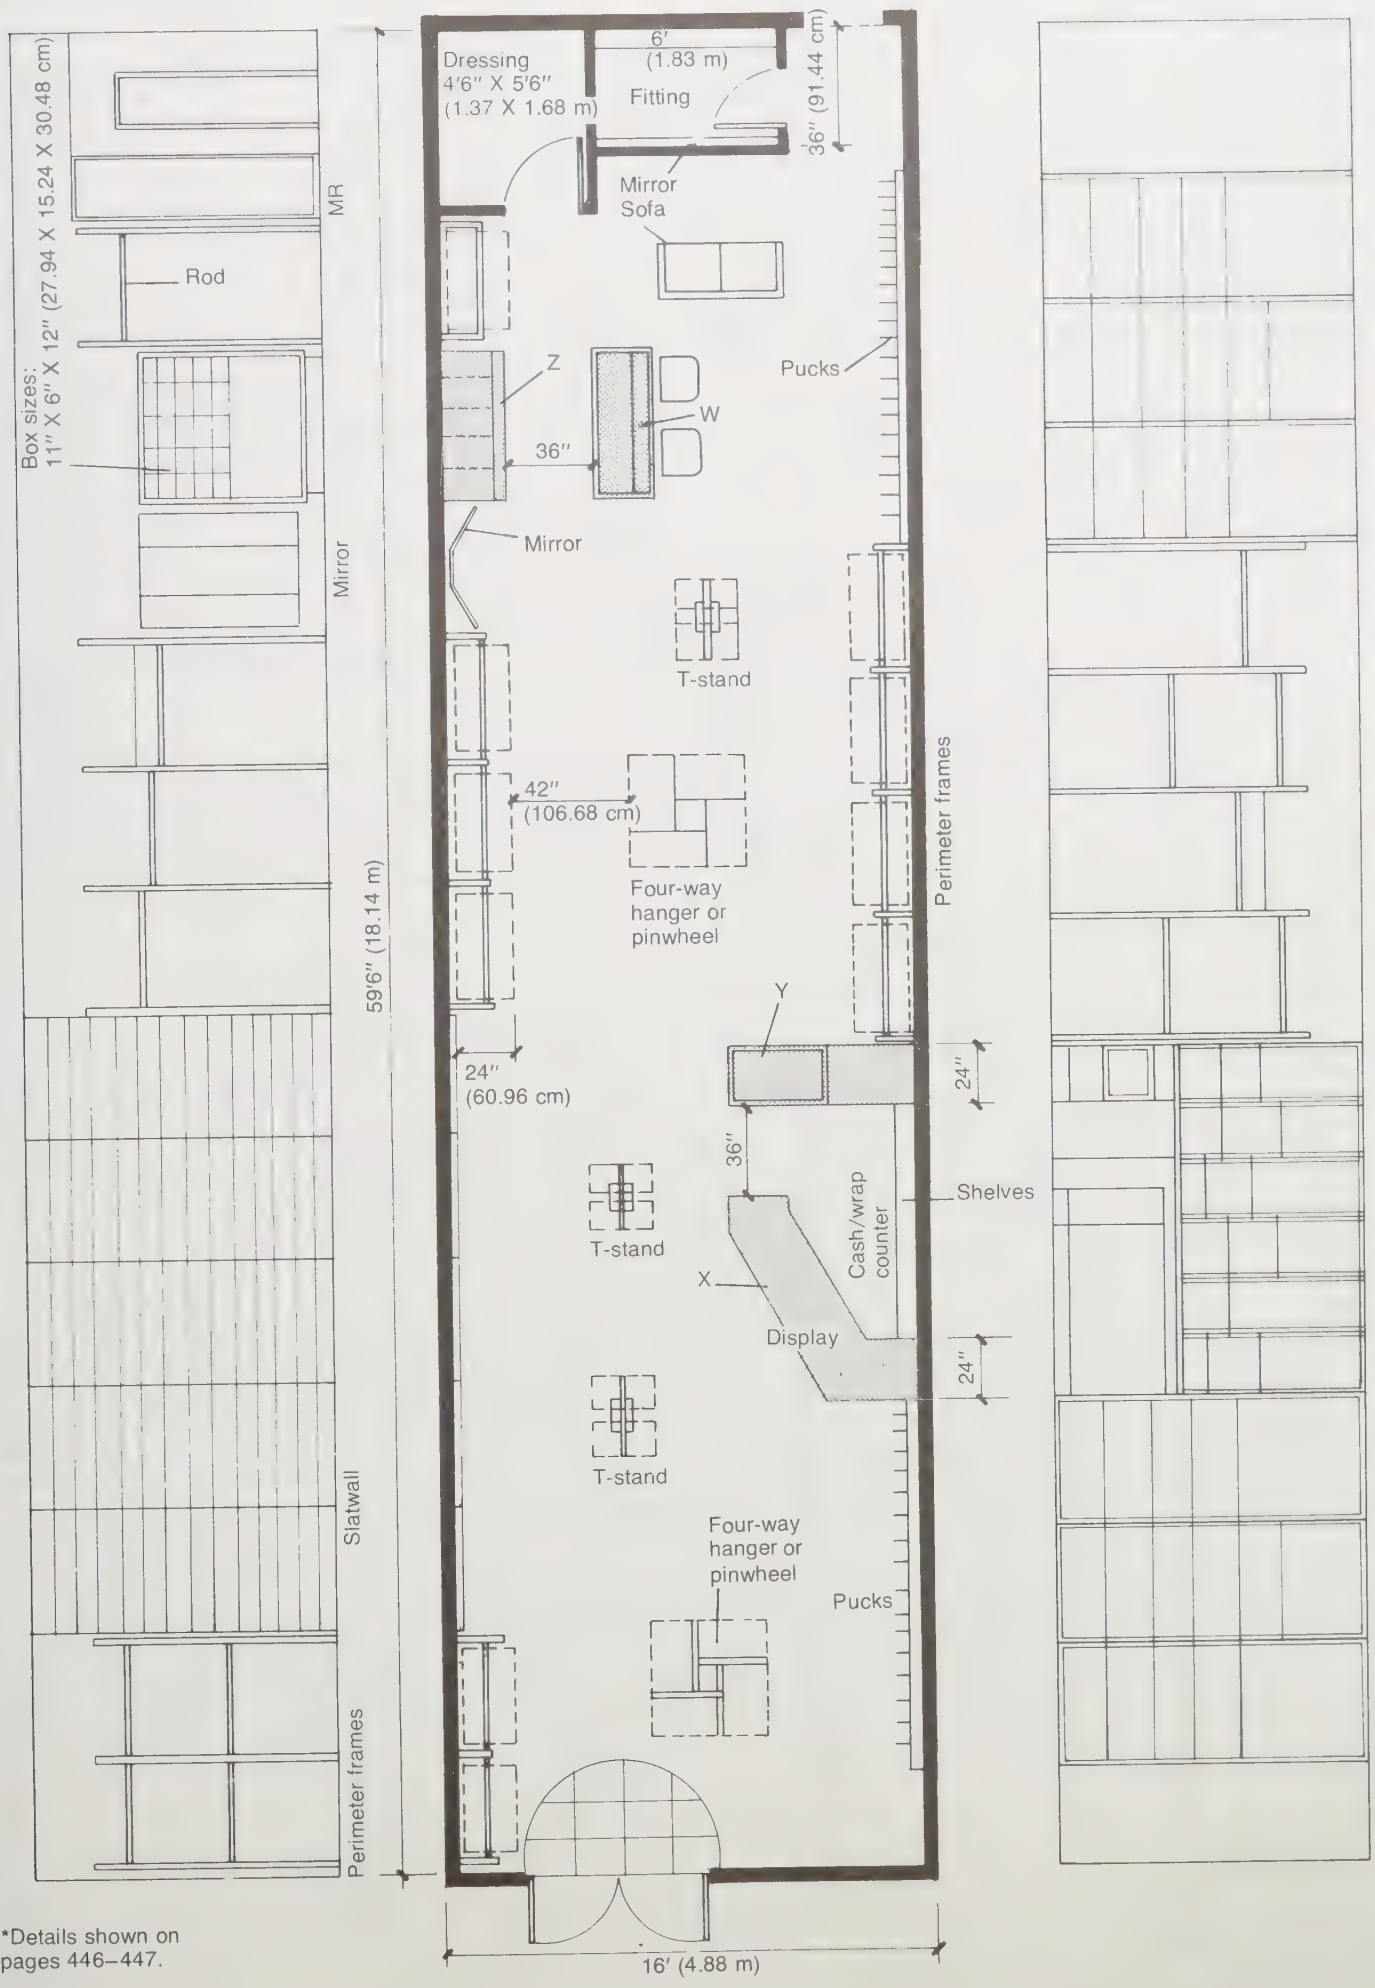 Box sizes:
11" X 6" X 12" (27.94 X 15.24 X 30.48 cm)
MR
Rod
Mirror
Slatwall
Perimeter frames
59'6" (18.14 m)
Dressing
4'6" X 5'6"
(1.37 X 1.68 m)
6'
(1.83 m)
Fitting
36" (91.44 cm)
Mirror
Sofa
Pucks
Z
W
36"
Mirror
T-stand
42"
(106.68 cm)
Four-way
hanger or
pinwheel
Perimeter frames
Y
24"
(60.96 cm)
24"
36"
Shelves
Cash/wrap
counter
T-stand
X
Display
24"
T-stand
Four-way
hanger or
pinwheel
Pucks
16' (4.88 m)
*Details shown on
pages 446–447.